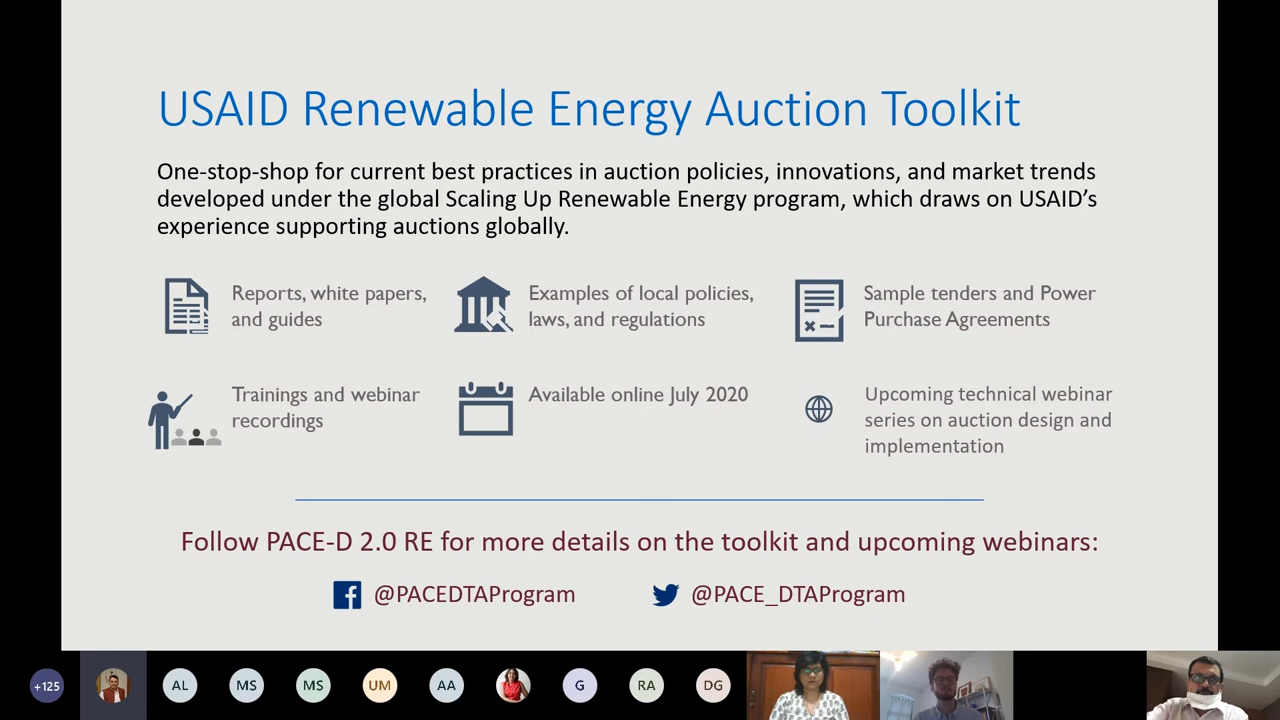 USAID Renewable Energy Auction Toolkit
One-stop-shop for current best practices in auction policies, innovations, and market trends
developed under the global Scaling Up Renewable Energy program, which draws on USAID’s
experience supporting auctions globally.
Reports, white papers,
and guides
Examples of local policies,
laws, and regulations
Sample tenders and Power
Purchase Agreements
Trainings and webinar
recordings
Available online July 2020
Upcoming technical webinar
series on auction design and
implementation
Follow PACE-D 2.0 RE for more details on the toolkit and upcoming webinars:
@PACEDTAProgram
@PACE_DTAProgram
+125
AL
MS
MS
UM
AA
G
RA
DG